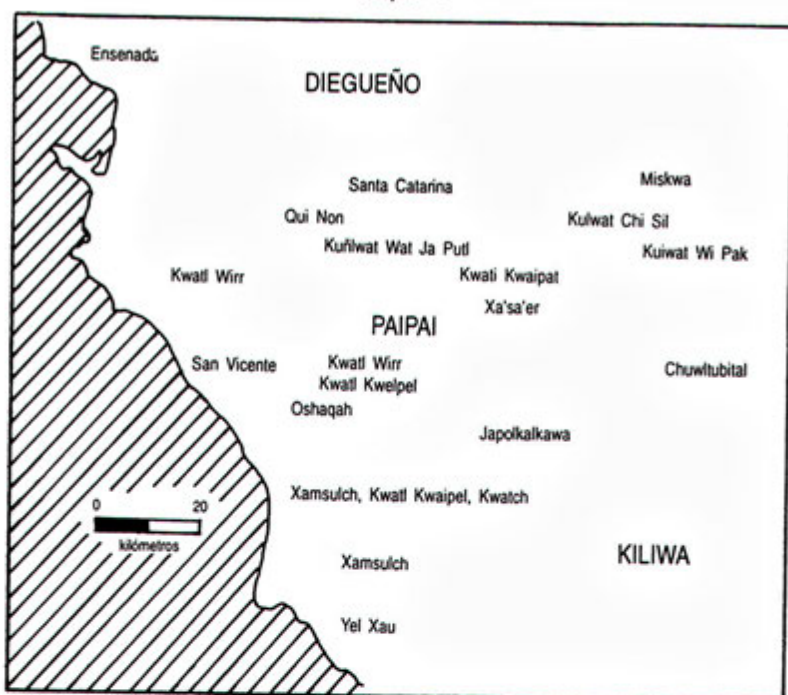 Ensenada
DIEGUEÑO
Santa Catarina
Miskwa
Qui Non
Kulwat Chi Sil
Kuñlwat Wat Ja Putl
Kuiwat Wi Pak
Kwatl Wirr
Kwati Kwaipat
Xa'sa'er
PAIPAI
San Vicente
Kwatl Wirr
Chuwltubital
Kwatl Kwelpel
Oshaqah
Japolkalkawa
0 20
kilómetros
Xamsulch, Kwatl Kwaipel, Kwatch
KILIWA
Xamsulch
Yel Xau